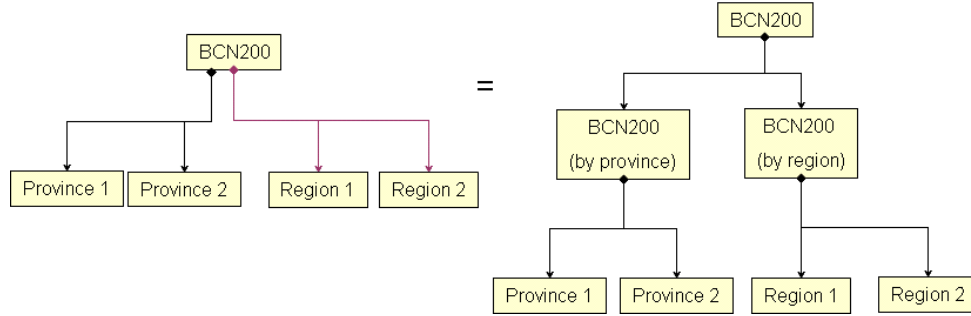 BCN200
Province 1
Province 2
Region 1
Region 2
=
BCN200
BCN200
(by province)
BCN200
(by region)
Province 1
Province 2
Region 1
Region 2